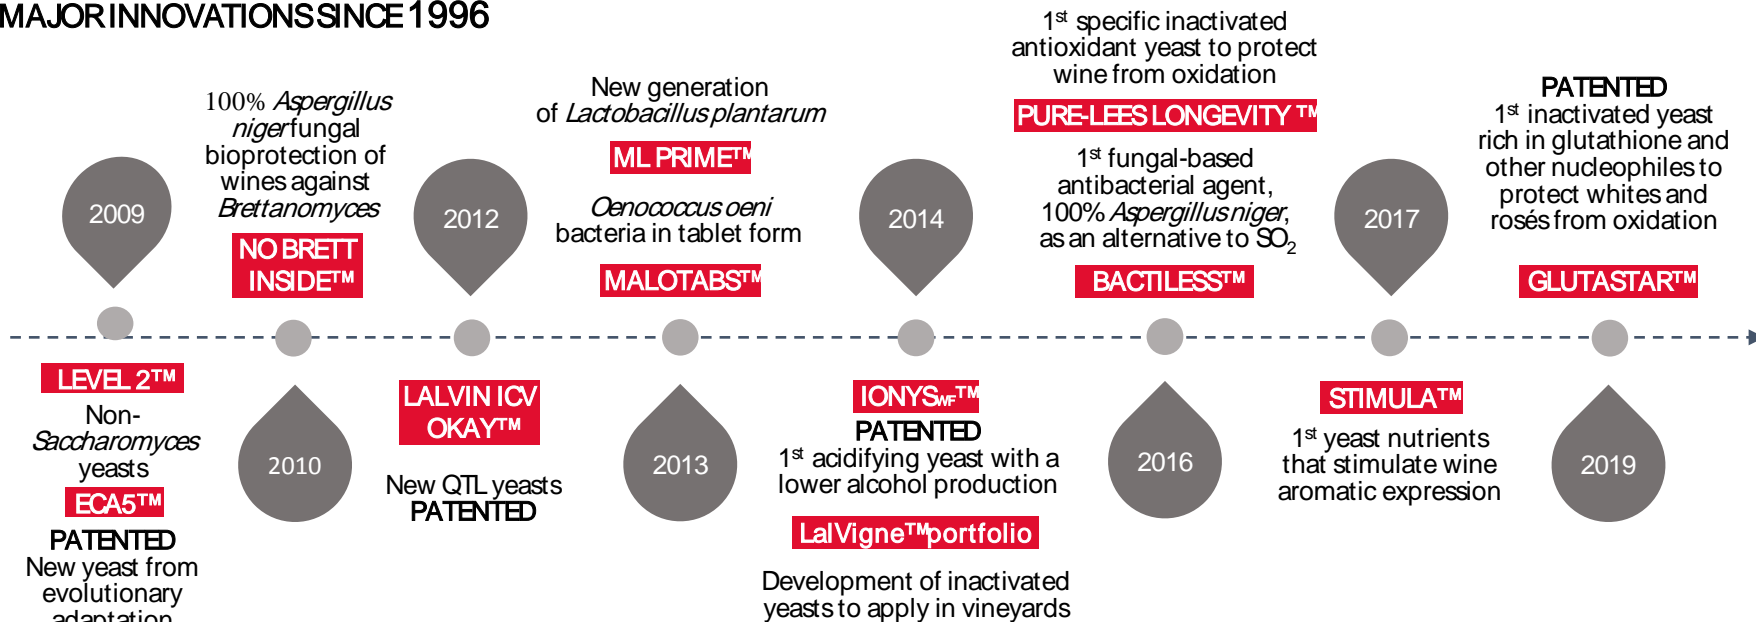 MAJOR INNOVATIONS SINCE 1996
2009
LEVEL 2™
Non-
Saccharomyces
yeasts
ECA5™
PATENTED
New yeast from
evolutionary
adaptation
100% Aspergillus
niger fungal
bioprotection of
wines against
Brettanomyces
NO BRETT
INSIDE™
2010
2012
LALVIN ICV
OKAY™
New QTL yeasts
PATENTED
New generation
of Lactobacillus plantarum
ML PRIME™
Oenococcus oeni
bacteria in tablet form
MALOTABS™
2013
2014
IONYSWF™
PATENTED
1st acidifying yeast with a
lower alcohol production
LalVigne™ portfolio
Development of inactivated
yeasts to apply in vineyards
1st specific inactivated
antioxidant yeast to protect
wine from oxidation
PURE-LEES LONGEVITY ™
1st fungal-based
antibacterial agent,
100% Aspergillus niger,
as an alternative to SO2
BACTILESS™
2016
2017
STIMULA™
1st yeast nutrients
that stimulate wine
aromatic expression
PATENTED
1st inactivated yeast
rich in glutathione and
other nucleophiles to
protect whites and
rosés from oxidation
GLUTASTAR™
2019